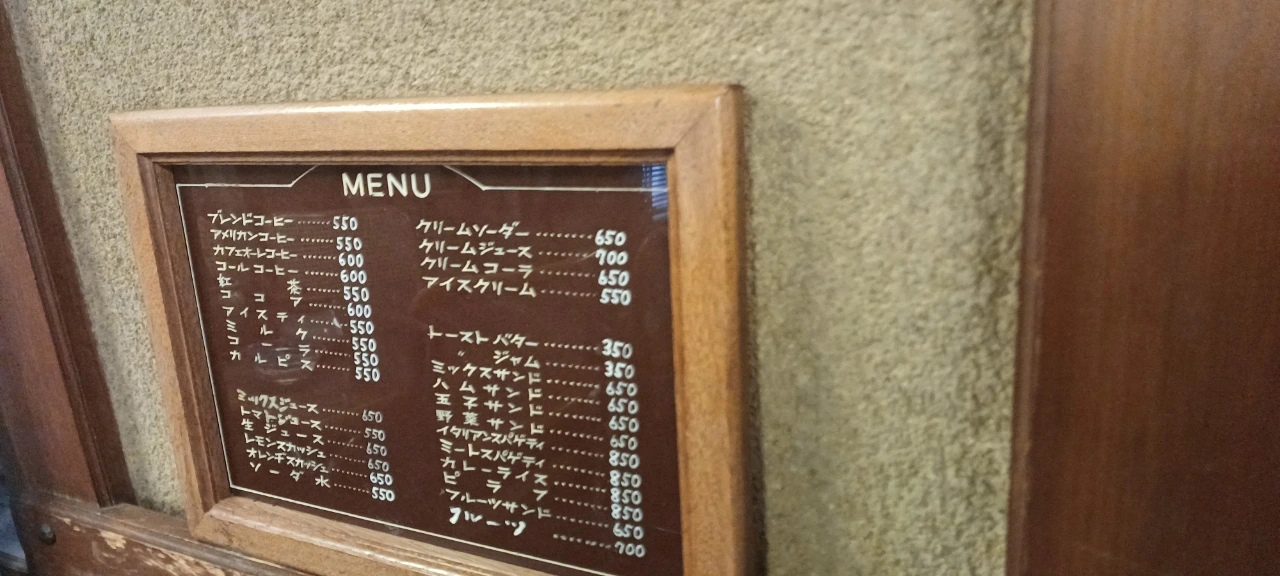 MENU
ブレンドコーヒー……550
アメリカンコーヒー……550
カフェオーレコーヒー……600
コールコーヒー……600
紅茶……550
ココア……600
アイスティ……550
ミルク……550
コーラ……550
カルピス……550
ミックスジュース……650
トマトジュース……550
生ジュース……650
レモンスカッシュ……650
オレンヂスカッシュ……650
ソーダ水……550
クリームソーダー……650
クリームジュース……700
クリームコーラ……650
アイスクリーム……550
トーストバター……350
〃 ジャム……350
ミックスサンド……650
ハムサンド……650
玉子サンド……650
野菜サンド……650
イタリアンスパゲティ……850
ミートスパゲティ……850
カレーライス……850
ピラフ……850
フルーツサンド……650
フルーツ……700